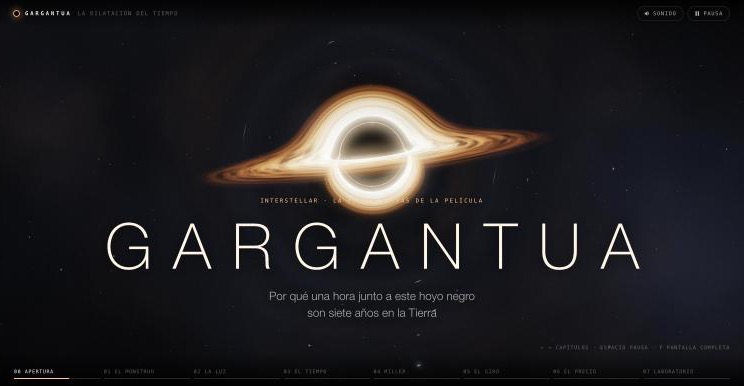 GARGANTUA LA DILATACIÓN DEL TIEMPO
SONIDO
PAUSA
INTERSTELLAR · LA DE LA PELÍCULA
GARGANTUA
Por qué una hora junto a este hoyo negro
son siete años en la Tierra
← → CAPÍTULOS · ESPACIO PAUSA · F PANTALLA COMPLETA
00 APERTURA
01 EL MONSTRUO
02 LA LUZ
03 EL TIEMPO
04 MILLER
05 EL GIRO
06 EL PRECIO
07 LABORATORIO